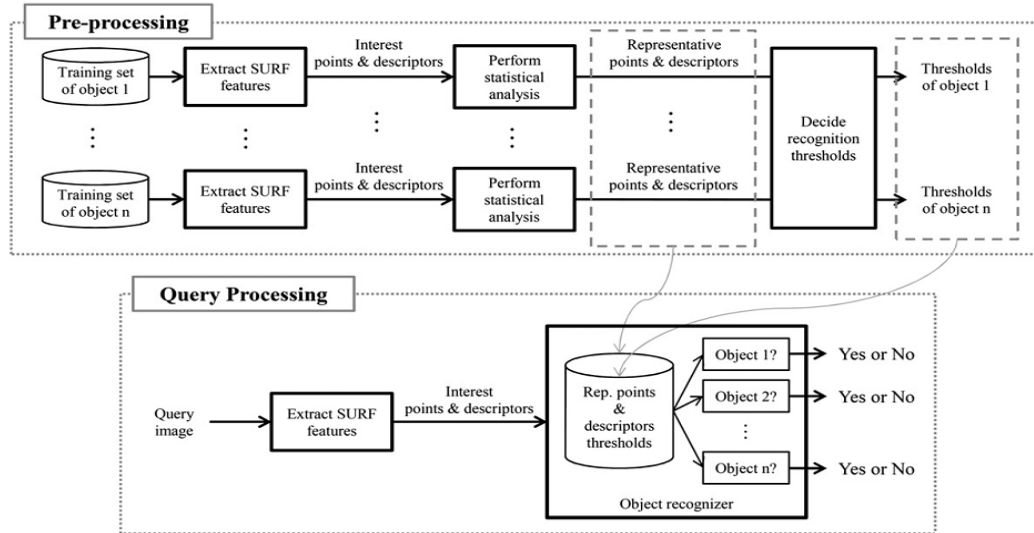 Pre-processing
Training set
of object 1
Extract SURF
features
Interest
points & descriptors
Perform
statistical
analysis
Representative
points & descriptors
Decide
recognition
thresholds
Thresholds
of object 1
Training set
of object n
Extract SURF
features
Interest
points & descriptors
Perform
statistical
analysis
Representative
points & descriptors
Thresholds
of object n
Query Processing
Query
image
Extract SURF
features
Interest
points & descriptors
Rep. points
&
descriptors
thresholds
Object 1?
Yes or No
Object 2?
Yes or No
Object n?
Yes or No
Object recognizer